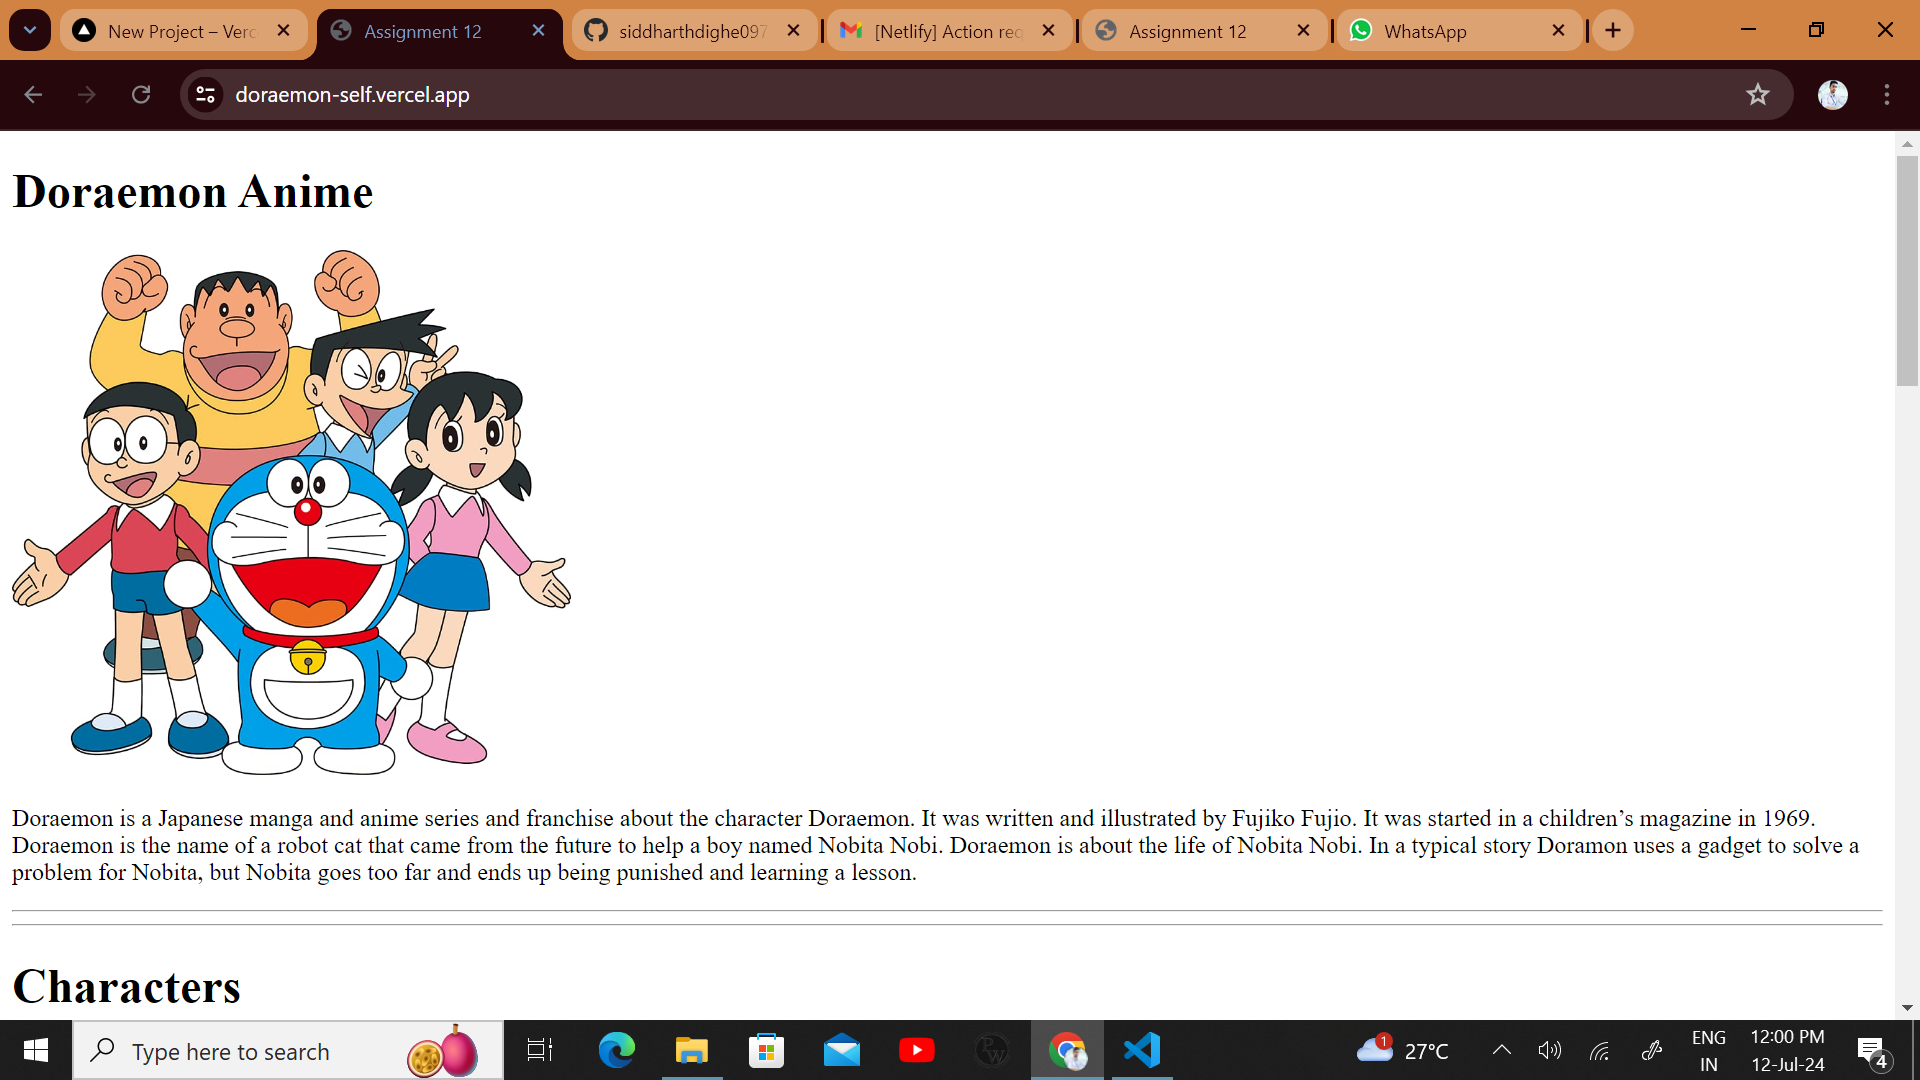 New Project – Verc
Assignment 12
siddharthdighe097
[Netlify] Action req
Assignment 12
WhatsApp
doraemon-self.vercel.app
Doraemon Anime
Doraemon is a Japanese manga and anime series and franchise about the character Doraemon. It was written and illustrated by Fujiko Fujio. It was started in a children’s magazine in 1969.
Doraemon is the name of a robot cat that came from the future to help a boy named Nobita Nobi. Doraemon is about the life of Nobita Nobi. In a typical story Doramon uses a gadget to solve a
problem for Nobita, but Nobita goes too far and ends up being punished and learning a lesson.
Characters
Type here to search
PW
1
27°C
ENG
IN
12:00 PM
12-Jul-24
4